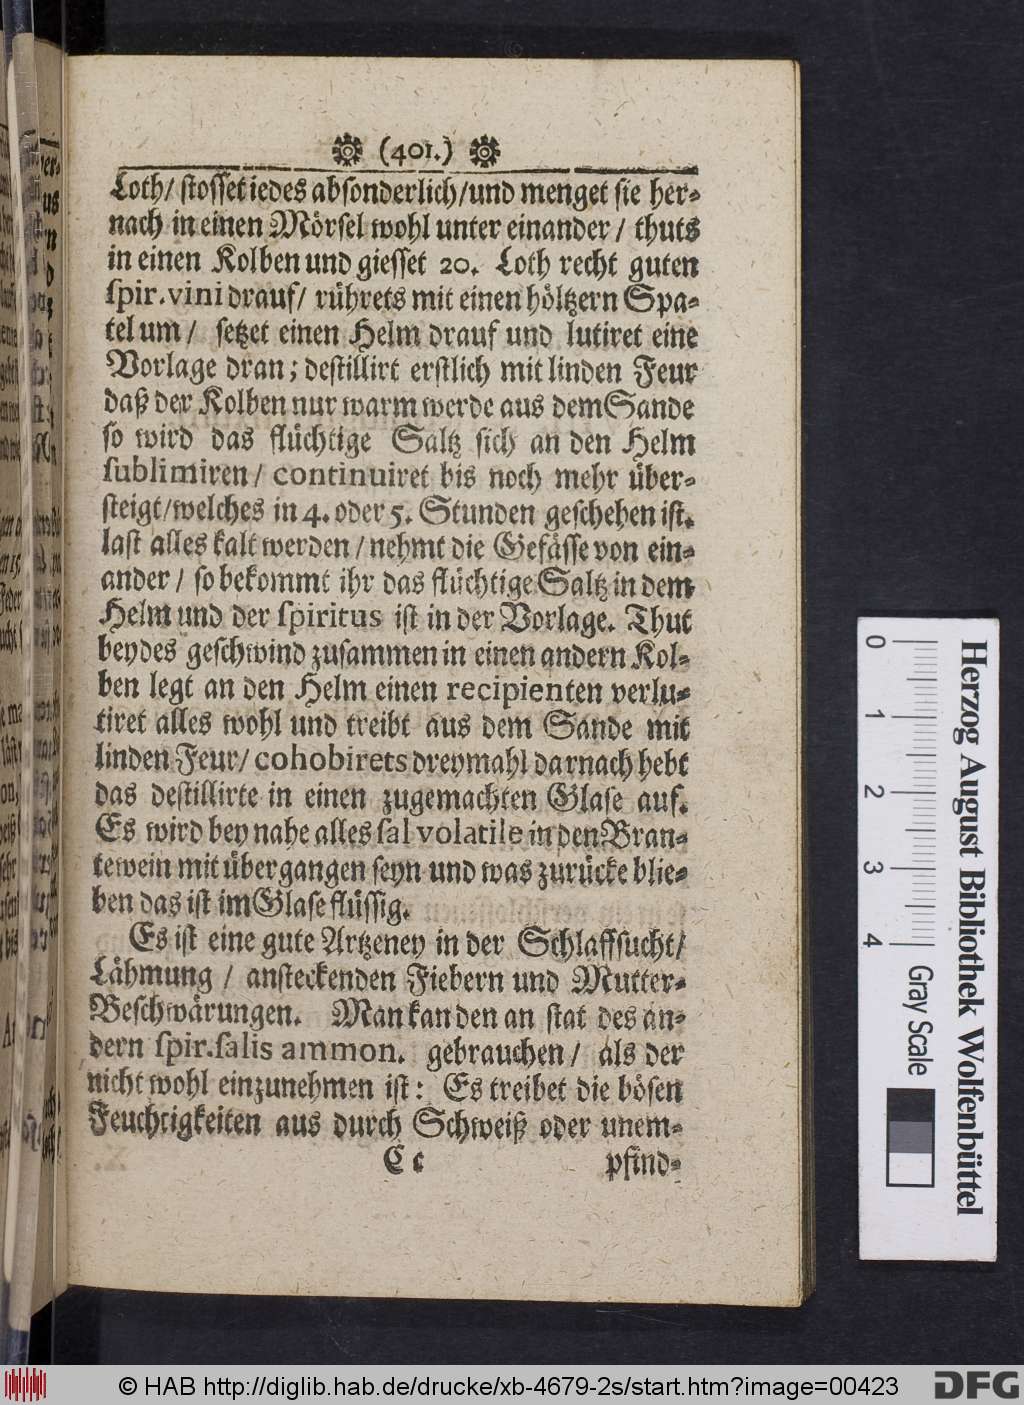 (401.)
Loth/ stosset iedes absonderlich/und menget sie her-
nach in einen Mörsel wohl unter einander / thuts
in einen Kolben und giesset 20. Loth recht guten
spir.vini drauf/ rührets mit einen höltzern Spa-
tel um/ setzet einen Helm drauf und lutiret eine
Vorlage dran; destillirt erstlich mit linden Feur
daß der Kolben nur warm werde aus dem Sande
so wird das flüchtige Saltz sich an den Helm
sublimiren/ continuiret bis noch mehr über-
steigt/welches in 4. oder 5. Stunden geschehen ist.
last alles kalt werden/nehmt die Gefässe von ein-
ander/ so bekommt ihr das flüchtige Saltz in dem
Helm und der spiritus ist in der Vorlage. Thut
beydes geschwind zusammen in einen andern Kol-
ben legt an den Helm einen recipienten verlu-
tiret alles wohl und treibt aus dem Sande mit
linden Feur/ cohobirets dreymahl darnach hebt
das destillirte in einen zugemachten Glase auf.
Es wird bey nahe alles sal volatile in den Bran-
tewein mit übergangen seyn und was zurücke blie-
ben das ist im Glase flüssig.
Es ist eine gute Artzeney in der Schlaffsucht/
Lähmung / ansteckenden Fiebern und Mutter-
Beschwärungen. Man kan den an stat des an-
dern spir.salis ammon. gebrauchen/ als der
nicht wohl einzunehmen ist: Es treibet die bösen
Feuchtigkeiten aus durch Schweiß oder unem-
Cc
pfind-
0 1 2 3 4
Gray Scale
Herzog August Bibliothek Wolfenbüttel
© HAB http://diglib.hab.de/drucke/xb-4679-2s/start.htm?image=00423
DFG